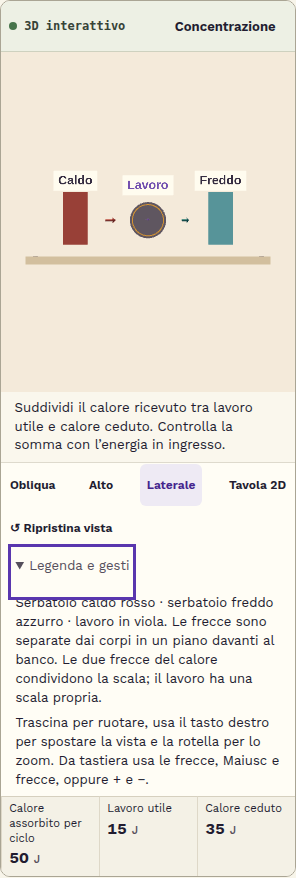 3D interattivo
Concentrazione
Caldo
Lavoro
Freddo
Suddividi il calore ricevuto tra lavoro
utile e calore ceduto. Controlla la
somma con l'energia in ingresso.
Obliqua
Alto
Laterale
Tavola 2D
↺ Ripristina vista
▼ Legenda e gesti
Serbatoio caldo rosso · serbatoio freddo
azzurro · lavoro in viola. Le frecce sono
separate dai corpi in un piano davanti al
banco. Le due frecce del calore
condividono la scala; il lavoro ha una
scala propria.
Trascina per ruotare, usa il tasto destro
per spostare la vista e la rotella per lo
zoom. Da tastiera usa le frecce, Maiusc e
frecce, oppure + e −.
Calore
assorbito per
ciclo
50 J
Lavoro utile
15 J
Calore ceduto
35 J